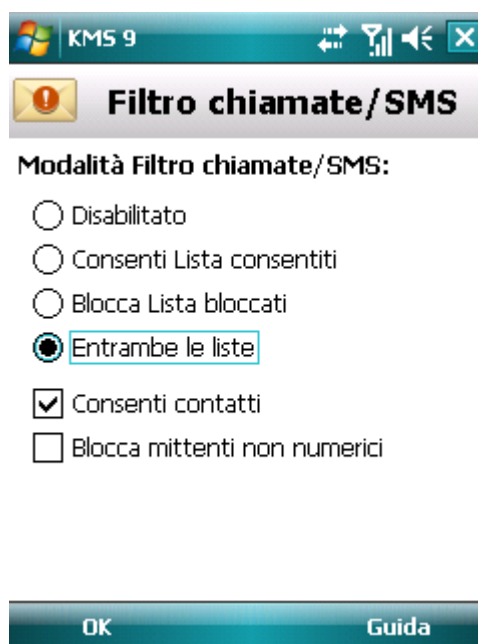 KMS 9
Filtro chiamate/SMS
Modalità Filtro chiamate/SMS:
Disabilitato
Consenti Lista consentiti
Blocca Lista bloccati
Entrambe le liste
Consenti contatti
Blocca mittenti non numerici
OK Guida